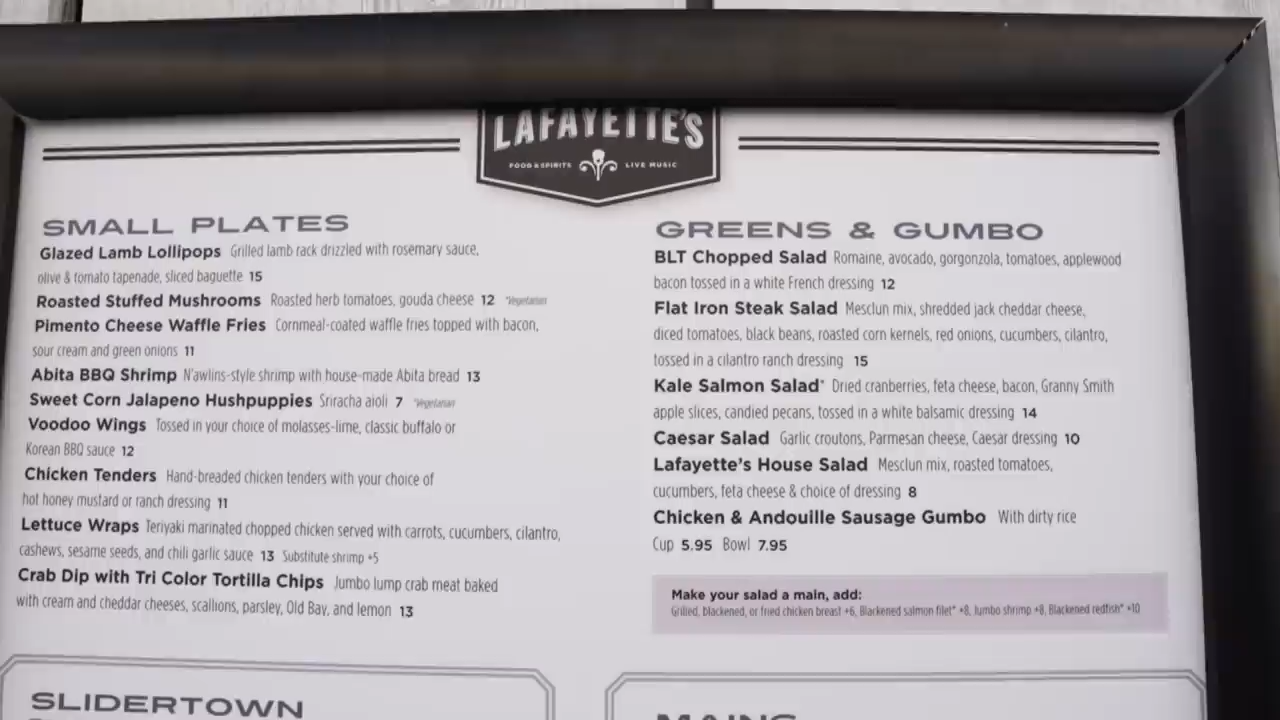 LAFAYETTE'S
FOOD & SPIRITS LIVE MUSIC
SMALL PLATES
Glazed Lamb Lollipops Grilled lamb rack drizzled with rosemary sauce,
olive & tomato tapenade, sliced baguette 15
Roasted Stuffed Mushrooms Roasted herb tomatoes, gouda cheese 12 *Vegetarian
Pimento Cheese Waffle Fries Cornmeal-coated waffle fries topped with bacon,
sour cream and green onions 11
Abita BBQ Shrimp N'awlins-style shrimp with house-made Abita bread 13
Sweet Corn Jalapeno Hushpuppies Sriracha aioli 7 *Vegetarian
Voodoo Wings Tossed in your choice of molasses-lime, classic buffalo or
Korean BBQ sauce 12
Chicken Tenders Hand-breaded chicken tenders with your choice of
hot honey mustard or ranch dressing 11
Lettuce Wraps Teriyaki marinated chopped chicken served with carrots, cucumbers, cilantro,
cashews, sesame seeds, and chili garlic sauce 13 Substitute shrimp +5
Crab Dip with Tri Color Tortilla Chips Jumbo lump crab meat baked
with cream and cheddar cheeses, scallions, parsley, Old Bay, and lemon 13
GREENS & GUMBO
BLT Chopped Salad Romaine, avocado, gorgonzola, tomatoes, applewood
bacon tossed in a white French dressing 12
Flat Iron Steak Salad Mesclun mix, shredded jack cheddar cheese,
diced tomatoes, black beans, roasted corn kernels, red onions, cucumbers, cilantro,
tossed in a cilantro ranch dressing 15
Kale Salmon Salad* Dried cranberries, feta cheese, bacon, Granny Smith
apple slices, candied pecans, tossed in a white balsamic dressing 14
Caesar Salad Garlic croutons, Parmesan cheese, Caesar dressing 10
Lafayette's House Salad Mesclun mix, roasted tomatoes,
cucumbers, feta cheese & choice of dressing 8
Chicken & Andouille Sausage Gumbo With dirty rice
Cup 5.95 Bowl 7.95
Make your salad a main, add:
Grilled, blackened, or fried chicken breast +6, Blackened salmon filet* +8, Jumbo shrimp +8, Blackened redfish* +10
SLIDERTOWN
MAINS